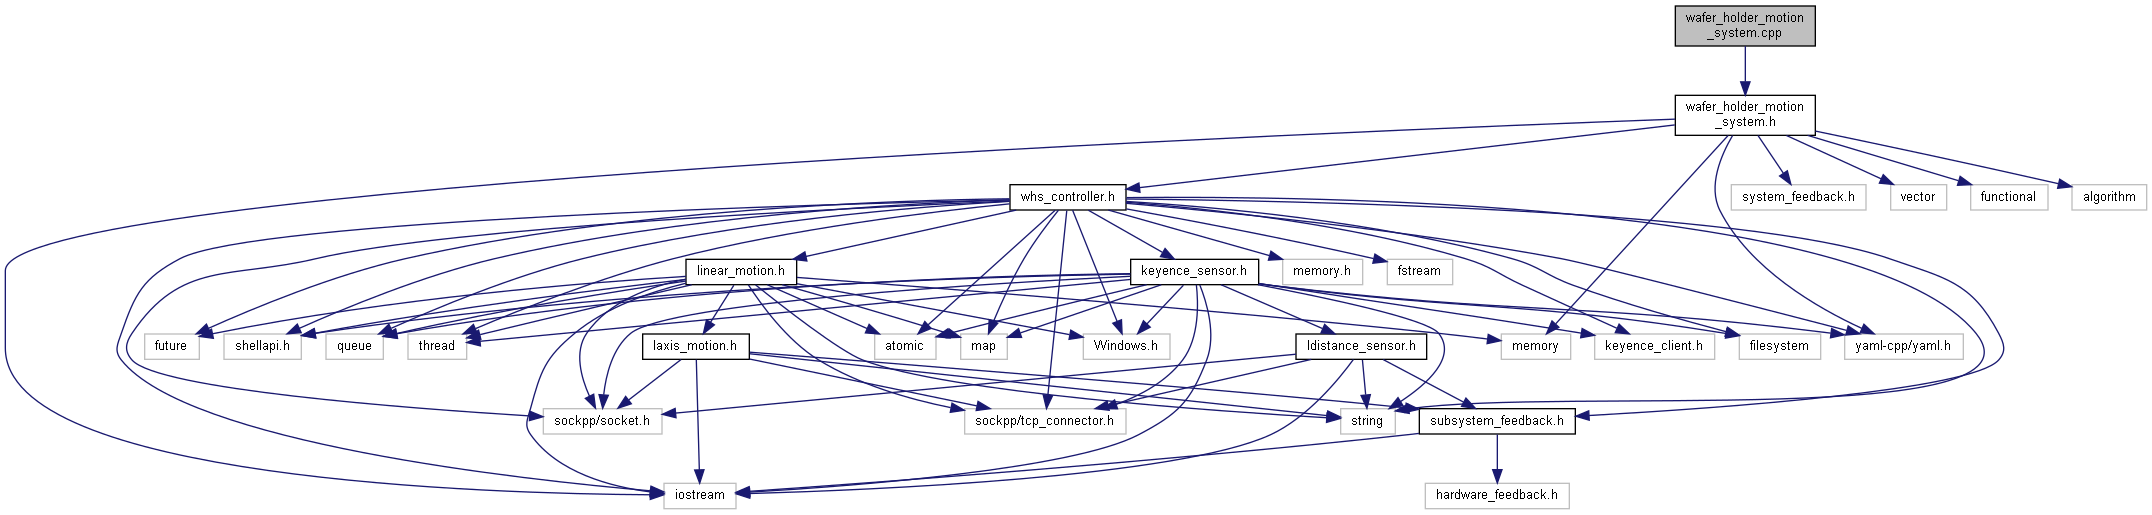 wafer_holder_motion
_system.cpp
wafer_holder_motion
_system.h
whs_controller.h
system_feedback.h
vector
functional
algorithm
linear_motion.h
keyence_sensor.h
memory.h
fstream
future
shellapi.h
queue
thread
laxis_motion.h
atomic
map
Windows.h
ldistance_sensor.h
memory
keyence_client.h
filesystem
yaml-cpp/yaml.h
sockpp/socket.h
sockpp/tcp_connector.h
string
subsystem_feedback.h
iostream
hardware_feedback.h